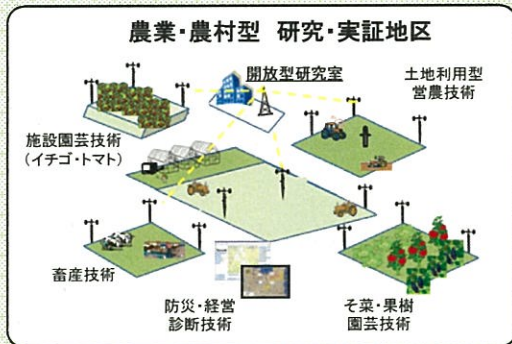 農業・農村型 研究・実証地区
開放型研究室
土地利用型
営農技術
施設園芸技術
(イチゴ・トマト)
畜産技術
防災・経営
診断技術
そ菜・果樹
園芸技術